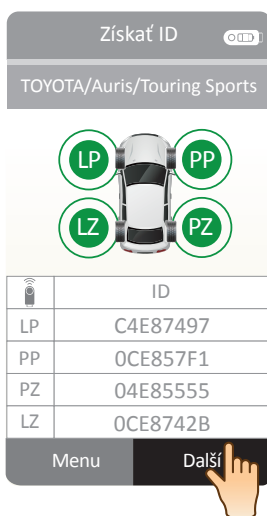 Získať ID
TOYOTA/Auris/Touring Sports
LP PP
LZ PZ
ID
LP C4E87497
PP 0CE857F1
PZ 04E85555
LZ 0CE8742B
Menu Další